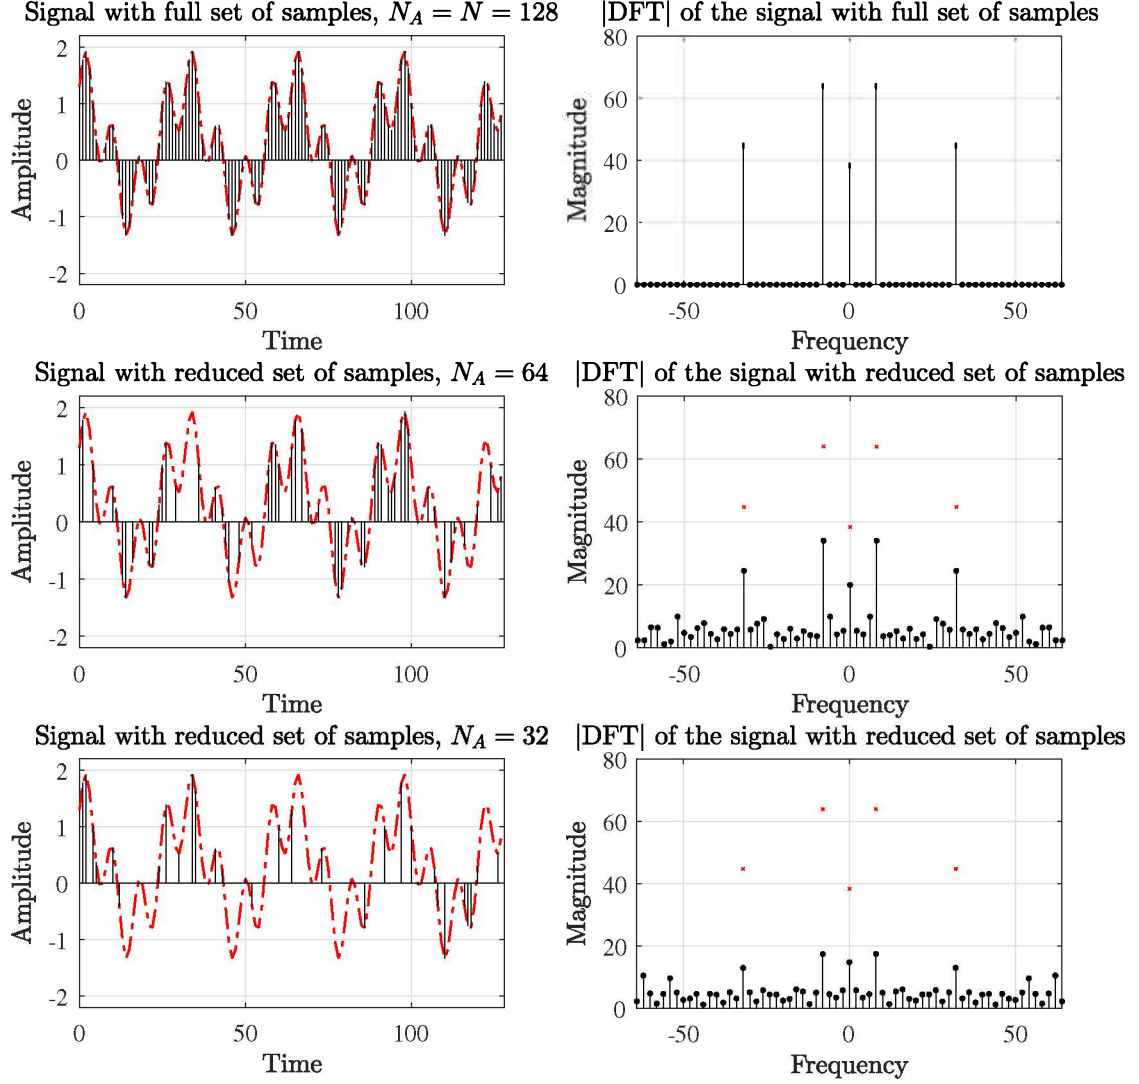 Signal with full set of samples, N_A = N = 128
2
1
0
-1
-2
Amplitude
0
50
100
Time
|DFT| of the signal with full set of samples
80
60
40
20
0
Magnitude
-50
0
50
Frequency
Signal with reduced set of samples, N_A = 64
2
1
0
-1
-2
Amplitude
0
50
100
Time
|DFT| of the signal with reduced set of samples
80
60
40
20
0
Magnitude
-50
0
50
Frequency
Signal with reduced set of samples, N_A = 32
2
1
0
-1
-2
Amplitude
0
50
100
Time
|DFT| of the signal with reduced set of samples
80
60
40
20
0
Magnitude
-50
0
50
Frequency